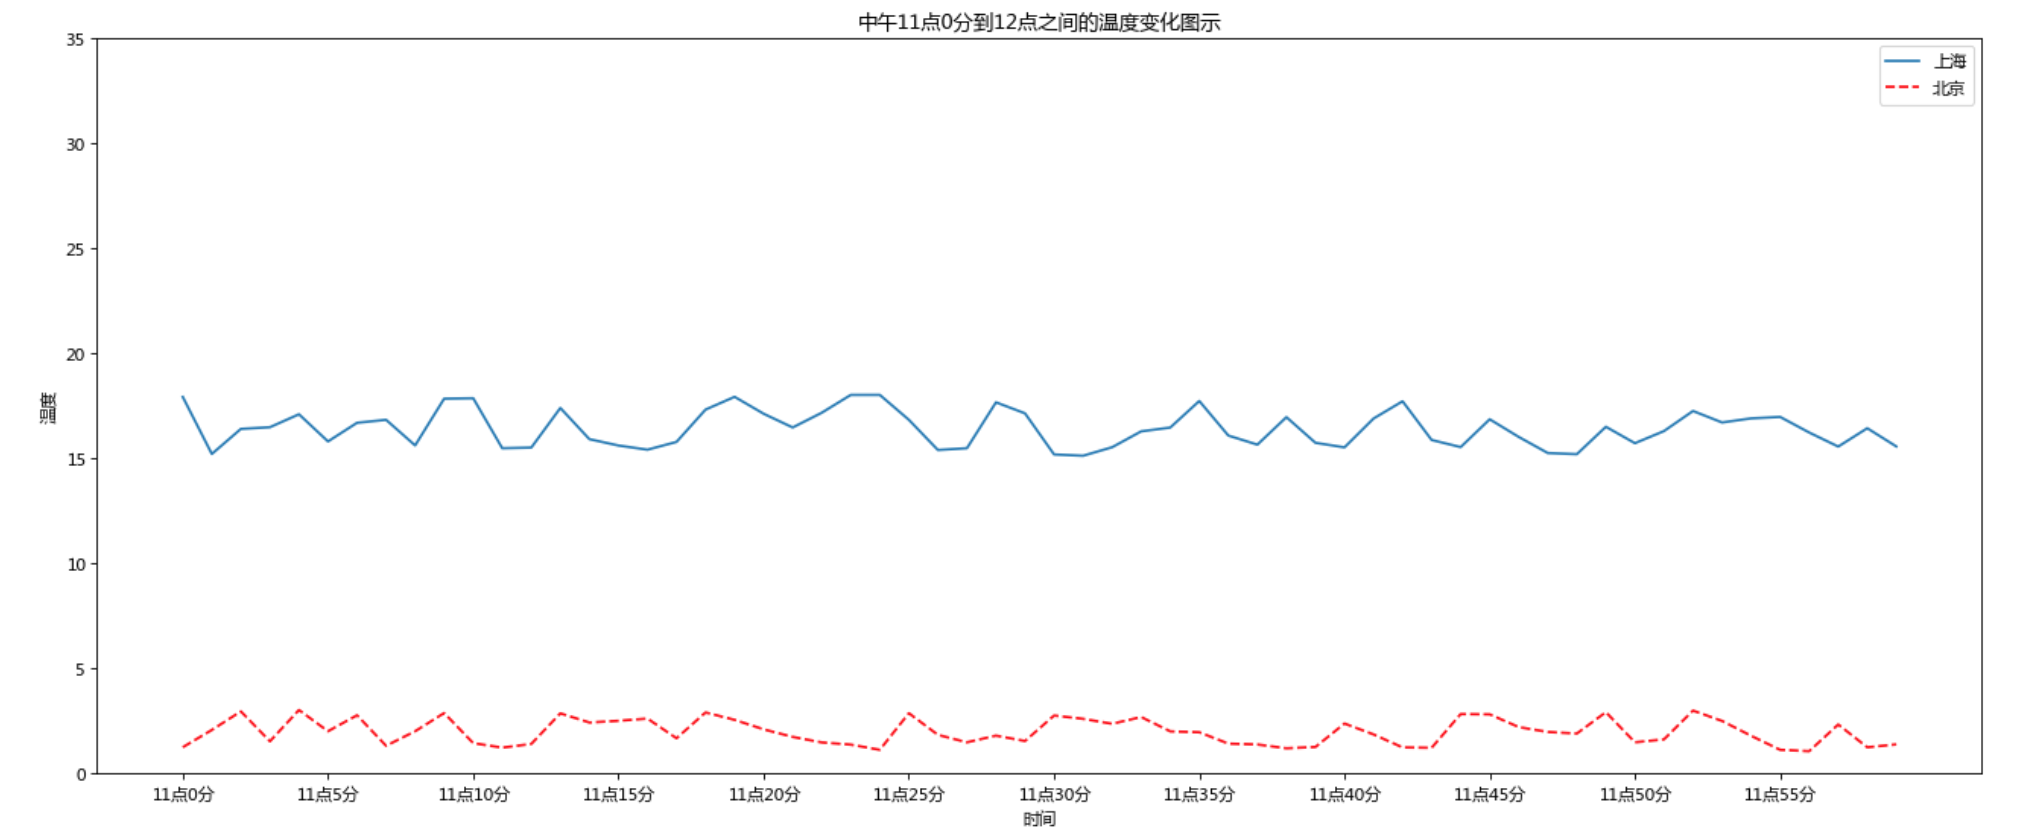 中午11点0分到12点之间的温度变化图示
上海
北京
35
30
25
20
15
10
5
0
温度
11点0分
11点5分
11点10分
11点15分
11点20分
11点25分
11点30分
11点35分
11点40分
11点45分
11点50分
11点55分
时间